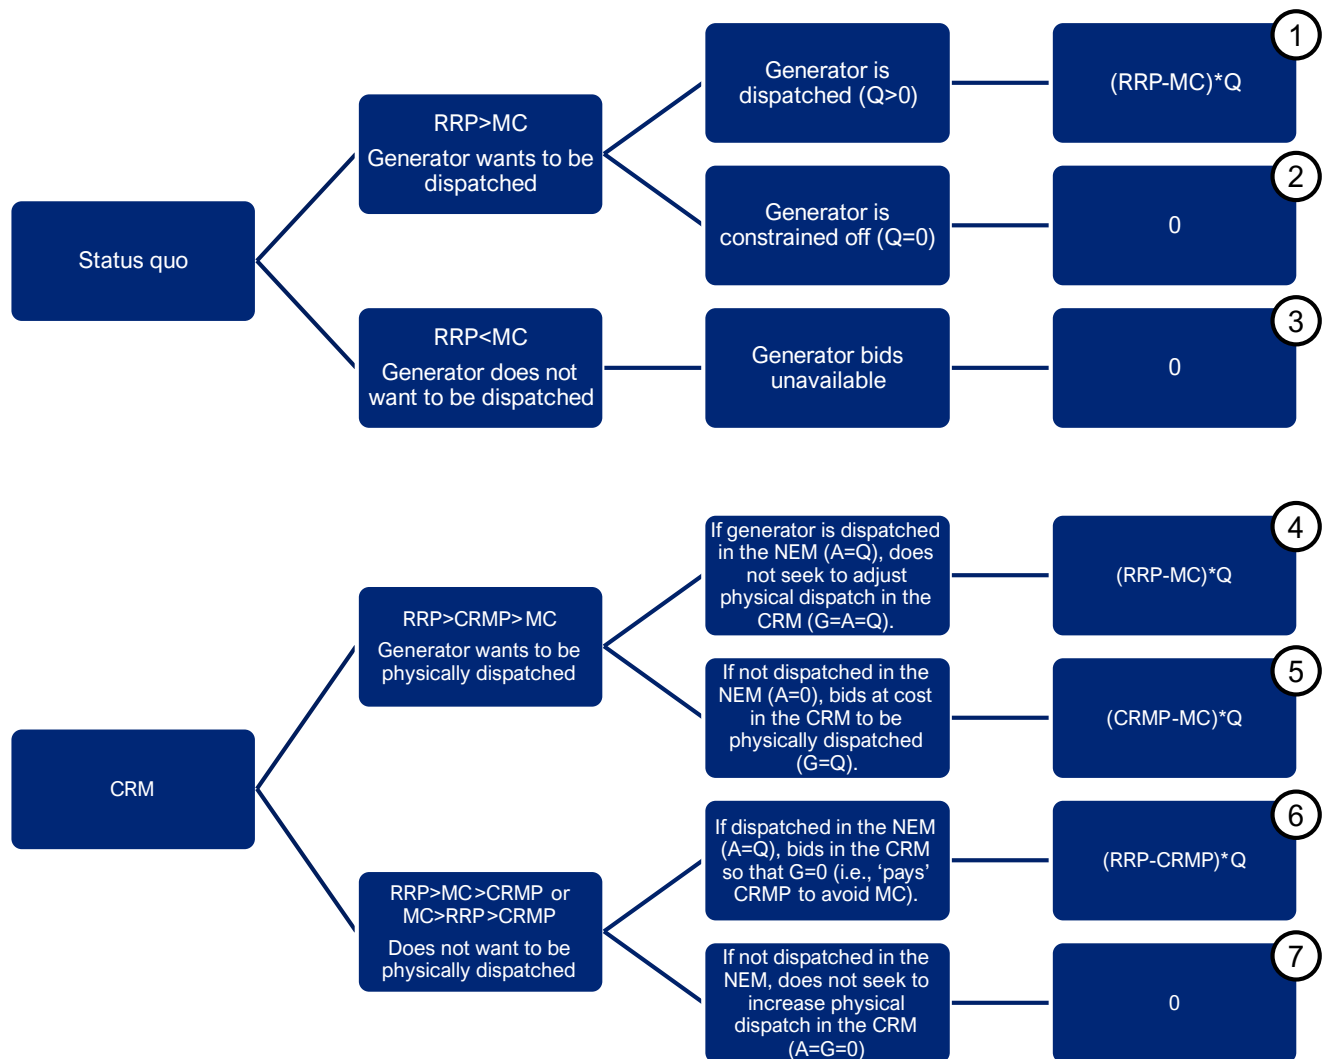 1
Generator is
dispatched (Q>0)
(RRP-MC)*Q
RRP>MC
Generator wants to be
dispatched
2
Generator is
constrained off (Q=0)
0
Status quo
3
RRP<MC
Generator does not
want to be dispatched
Generator bids
unavailable
0
4
If generator is dispatched
in the NEM (A=Q), does
not seek to adjust
physical dispatch in the
CRM (G=A=Q).
(RRP-MC)*Q
RRP>CRMP>MC
Generator wants to be
physically dispatched
5
If not dispatched in the
NEM (A=0), bids at cost
in the CRM to be
physically dispatched
(G=Q).
(CRMP-MC)*Q
CRM
6
If dispatched in the NEM
(A=Q), bids in the CRM
so that G=0 (i.e., ‘pays’
CRMP to avoid MC).
(RRP-CRMP)*Q
RRP>MC>CRMP or
MC>RRP>CRMP
Does not want to be
physically dispatched
7
If not dispatched in the
NEM, does not seek to
increase physical
dispatch in the CRM
(A=G=0)
0